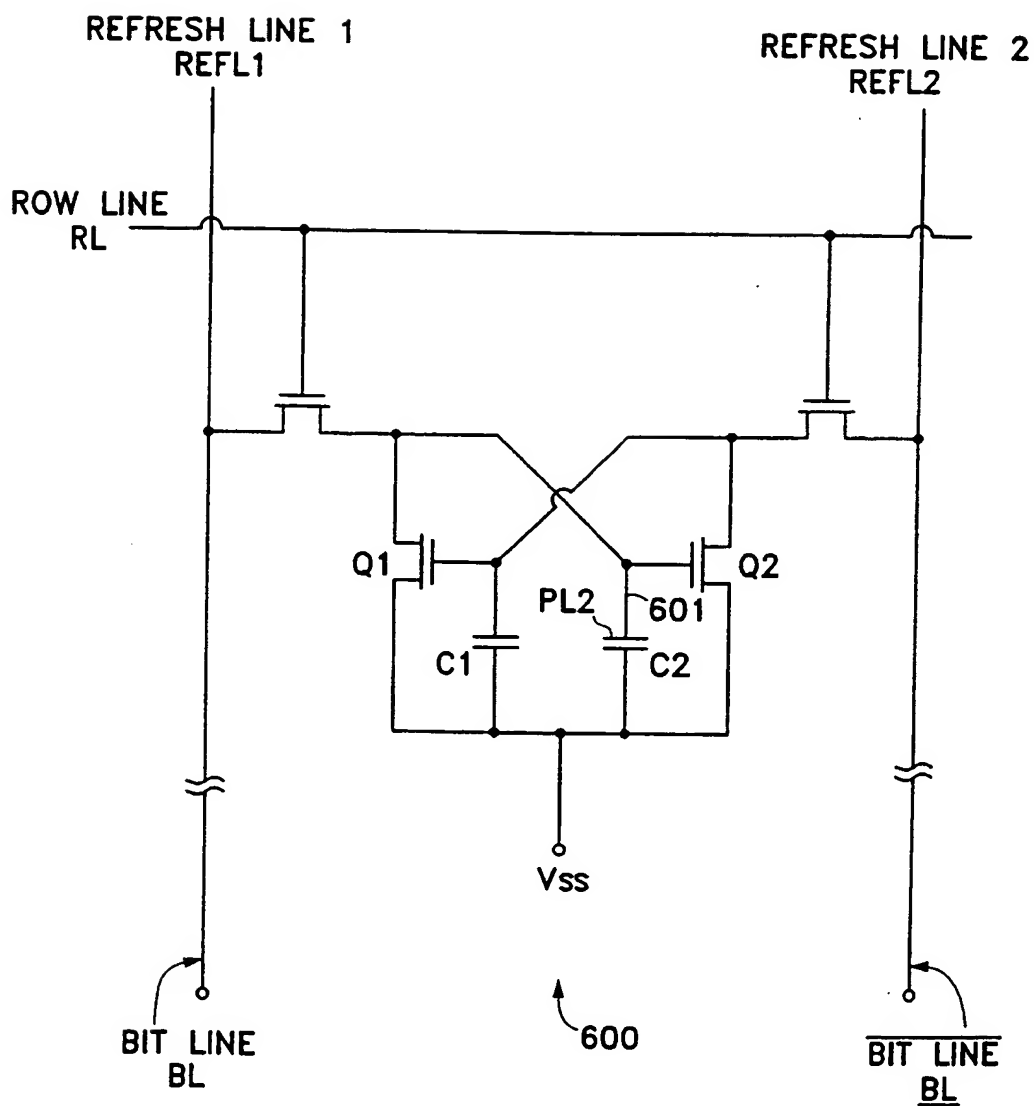 REFRESH LINE 1
REFL1
REFRESH LINE 2
REFL2
ROW LINE
RL
Q1
Q2
PL2
601
C1
C2
Vss
600
BIT LINE
BL
BIT LINE
BL